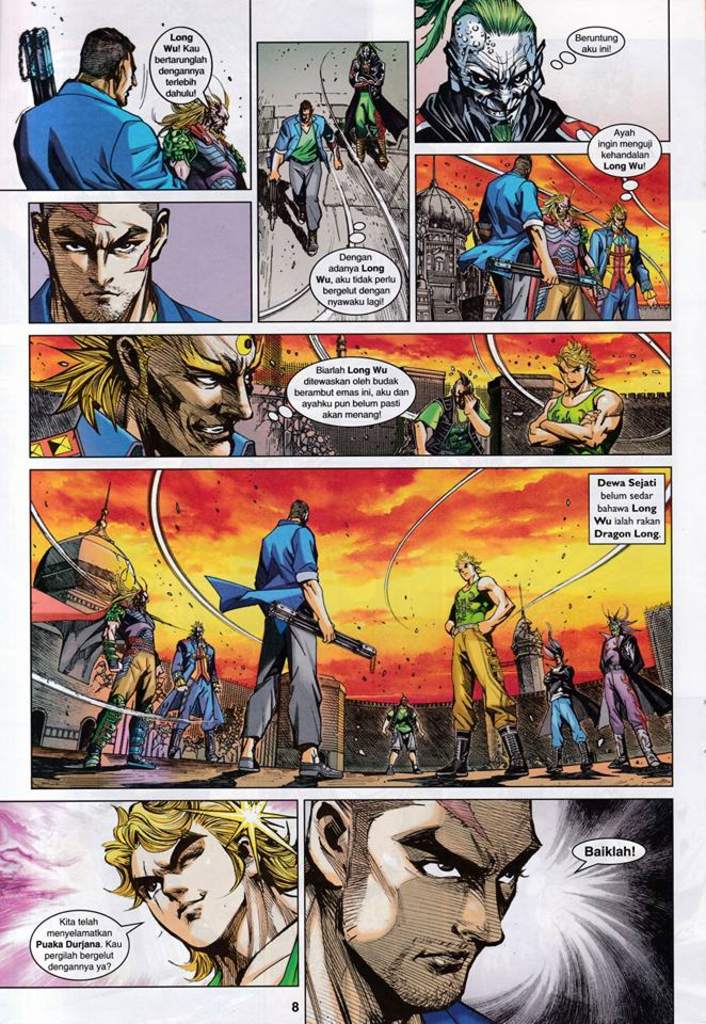 Long
Wu! Kau
bertarunglah
dengannya
terlebih
dahulu!
Beruntung
aku ini!
Dengan
adanya Long
Wu, aku tidak perlu
bergelut dengan
nyawaku lagi!
Ayah
ingin menguji
kehandalan
Long Wu!
Biarlah Long Wu
ditewaskan oleh budak
berambut emas ini, aku dan
ayahku pun belum pasti
akan menang!
Dewa Sejati
belum sedar
bahawa Long
Wu ialah rakan
Dragon Long.
Kita telah
menyelamatkan
Puaka Durjana. Kau
pergilah bergelut
dengannya ya?
Baiklah!
8